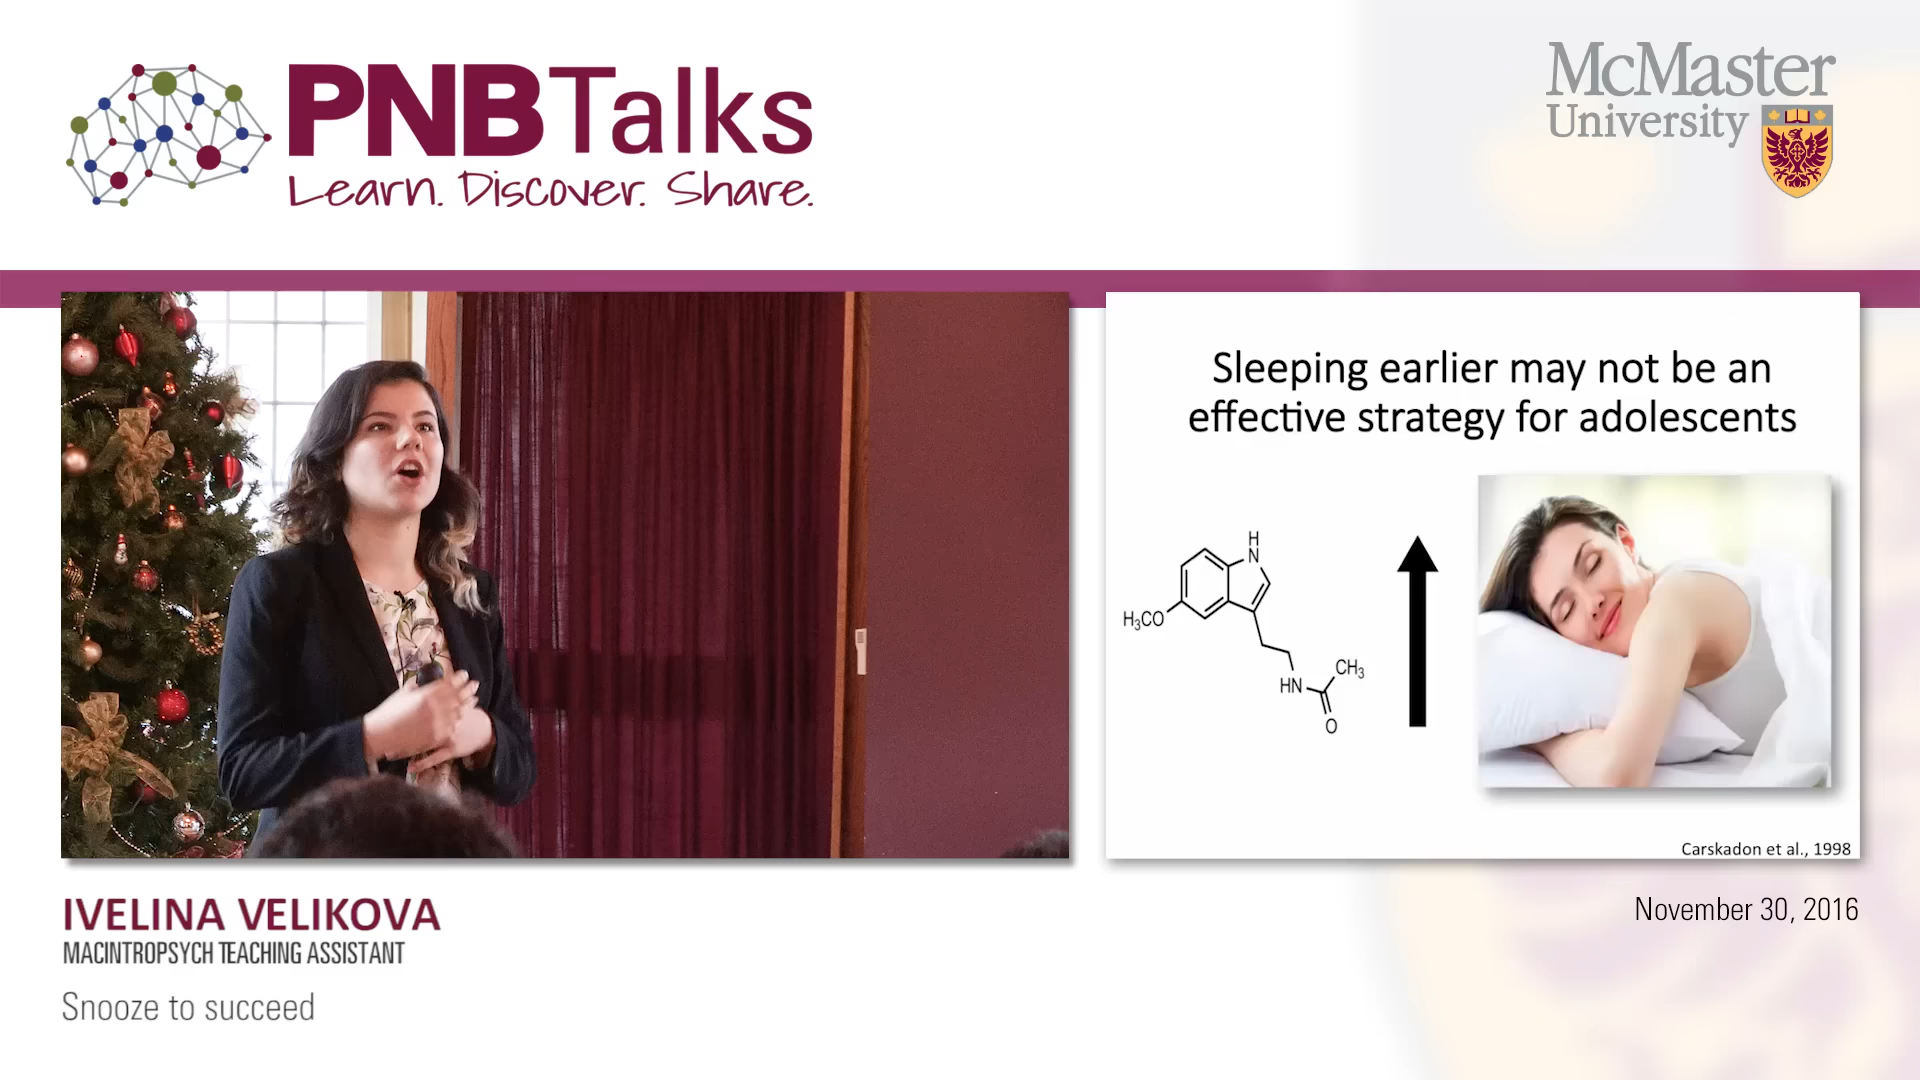 PNBTalks
Learn. Discover. Share.
McMaster
University
Sleeping earlier may not be an
effective strategy for adolescents
H
N
H₃CO
CH₃
HN
O
Carskadon et al., 1998
IVELINA VELIKOVA
MACINTROPSYCH TEACHING ASSISTANT
Snooze to succeed
November 30, 2016